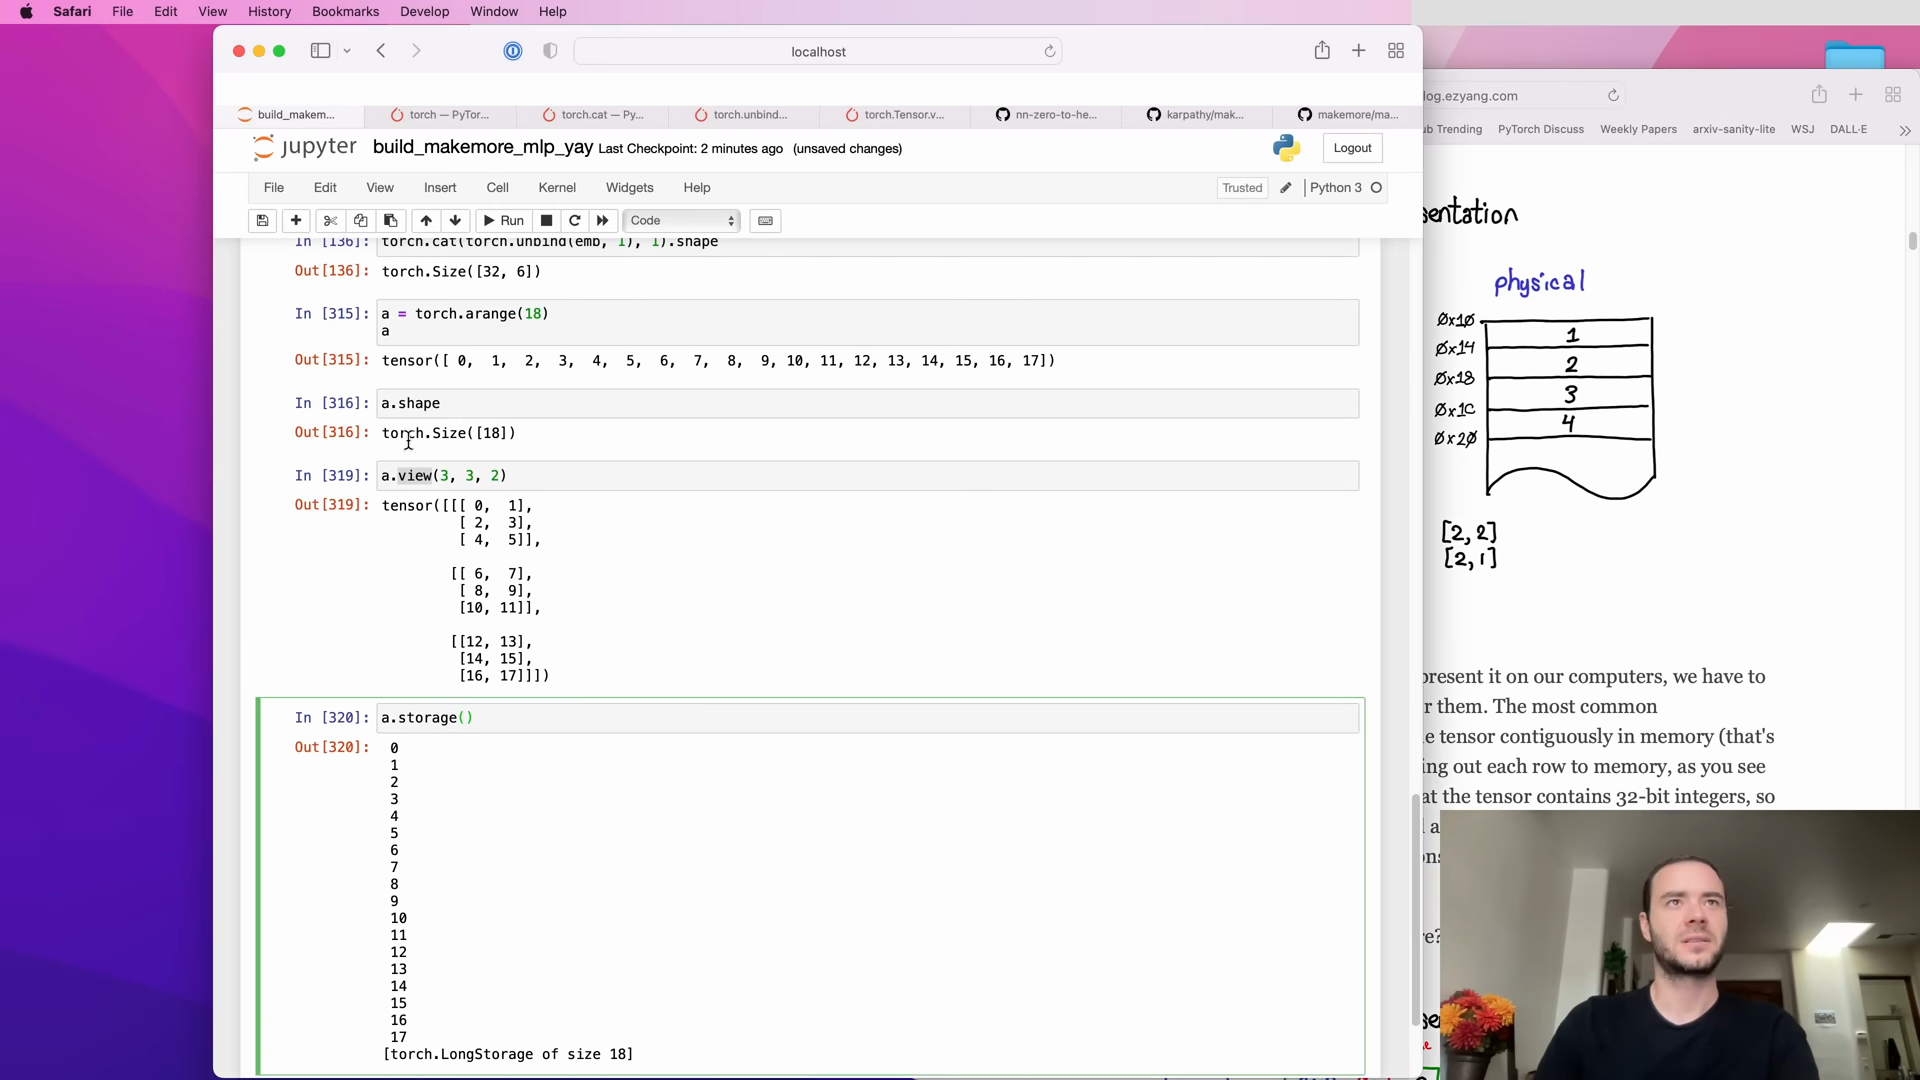 Safari File Edit View History Bookmarks Develop Window Help
localhost
build_makem...
torch — PyTor...
torch.cat — Py...
torch.unbind...
torch.Tensor.v...
nn-zero-to-he...
karpathy/mak...
makemore/ma...
jupyter build_makemore_mlp_yay Last Checkpoint: 2 minutes ago (unsaved changes)
Logout
File Edit View Insert Cell Kernel Widgets Help
Trusted
Python 3
Run
Code
In [136]: torch.cat(torch.unbind(emb, 1), 1).shape
Out[136]: torch.Size([32, 6])
In [315]: a = torch.arange(18)
a
Out[315]: tensor([ 0, 1, 2, 3, 4, 5, 6, 7, 8, 9, 10, 11, 12, 13, 14, 15, 16, 17])
In [316]: a.shape
Out[316]: torch.Size([18])
In [319]: a.view(3, 3, 2)
Out[319]: tensor([[[ 0, 1],
[ 2, 3],
[ 4, 5]],
[[ 6, 7],
[ 8, 9],
[10, 11]],
[[12, 13],
[14, 15],
[16, 17]]])
In [320]: a.storage()
Out[320]: 0
1
2
3
4
5
6
7
8
9
10
11
12
13
14
15
16
17
[torch.LongStorage of size 18]
log.ezyang.com
ub Trending PyTorch Discuss Weekly Papers arxiv-sanity-lite WSJ DALL·E
sentation
physical
0x10
1
0x14
2
0x18
3
0x1C
4
0x20
[2,2]
[2,1]
present it on our computers, we have to
r them. The most common
e tensor contiguously in memory (that's
ing out each row to memory, as you see
at the tensor contains 32-bit integers, so